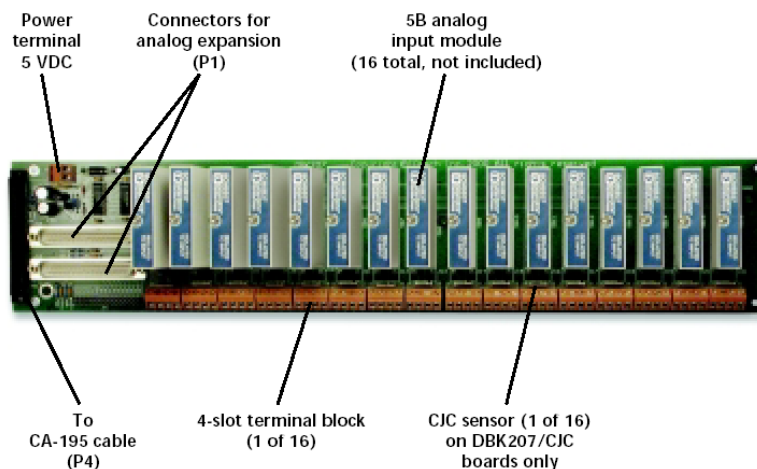 Power
terminal
5 VDC
Connectors for
analog expansion
(P1)
5B analog
input module
(16 total, not included)
To
CA-195 cable
(P4)
4-slot terminal block
(1 of 16)
CJC sensor (1 of 16)
on DBK207/CJC
boards only